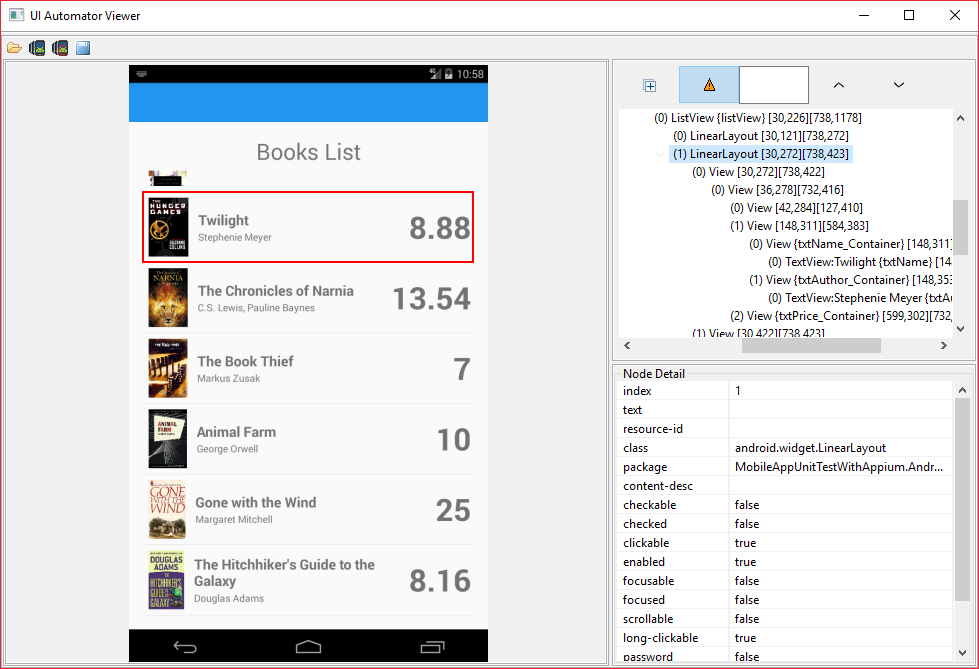 UI Automator Viewer
4G
10:58
Books List
THE HUNGER GAMES
SUZANNE COLLINS
Twilight
Stephenie Meyer
8.88
NARNIA
The Chronicles of Narnia
C.S. Lewis, Pauline Baynes
13.54
The Book Thief
Markus Zusak
7
ANIMAL FARM
Animal Farm
George Orwell
10
GONE WITH THE WIND
Gone with the Wind
Margaret Mitchell
25
DOUGLAS ADAMS
HITCHHIKER'S
The Hitchhiker's Guide to the
Galaxy
Douglas Adams
8.16
(0) ListView {listView} [30,226][738,1178]
(0) LinearLayout [30,121][738,272]
(1) LinearLayout [30,272][738,423]
(0) View [30,272][738,422]
(0) View [36,278][732,416]
(0) View [42,284][127,410]
(1) View [148,311][584,383]
(0) View {txtName_Container} [148,311]
(0) TextView:Twilight {txtName} [14
(1) View {txtAuthor_Container} [148,353
(0) TextView:Stephenie Meyer {txtAu
(2) View {txtPrice_Container} [599,302][732,
(1) View [30,422][738,423]
Node Detail
index 1
text
resource-id
class android.widget.LinearLayout
package MobileAppUnitTestWithAppium.Andr...
content-desc
checkable false
checked false
clickable true
enabled true
focusable false
focused false
scrollable false
long-clickable true
password false